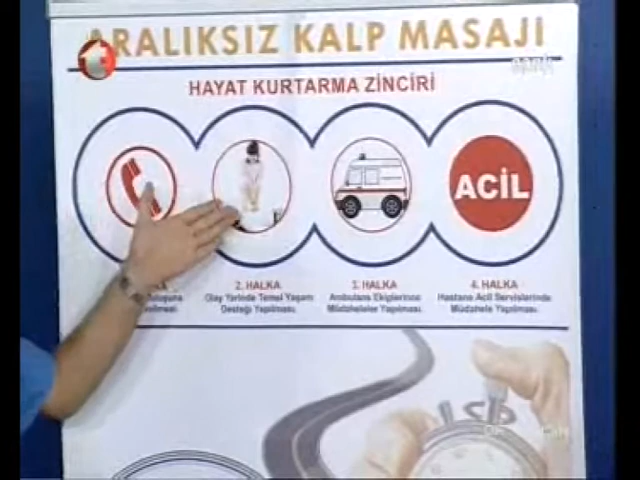 ARALIKSIZ KALP MASAJI
HAYAT KURTARMA ZİNCİRİ
ACİL
2. HALKA
Olay Yerinde Temel Yaşam
Desteği Yapılması.
3. HALKA
Ambulans Ekiplerince
Müdahaleler Yapılması.
4. HALKA
Hastane Acil Servislerinde
Müdahale Yapılması.